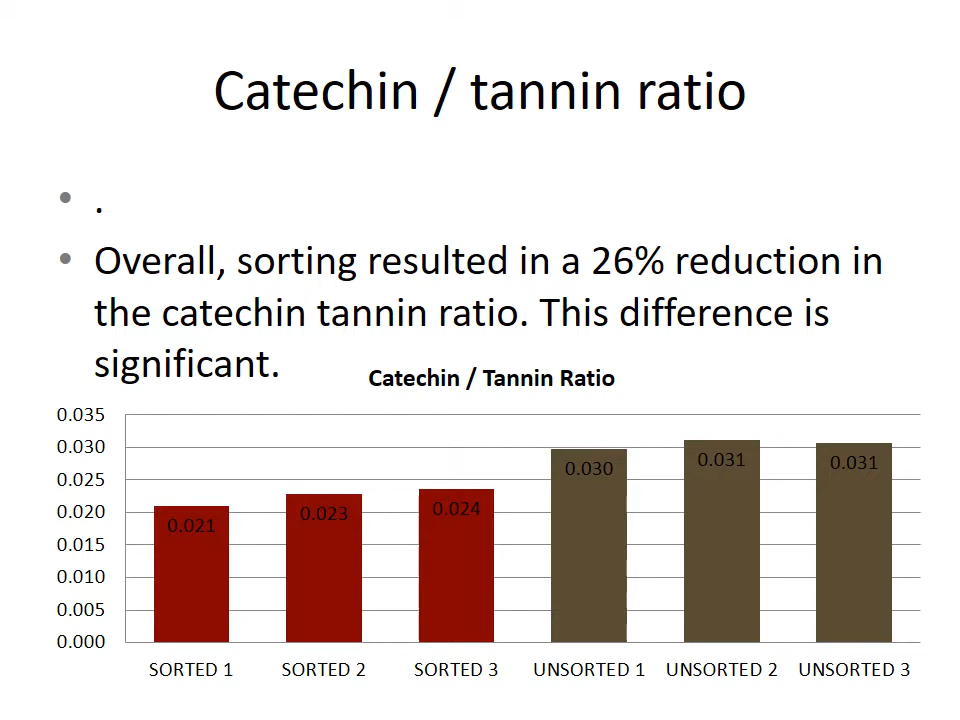 Catechin / tannin ratio
• .
• Overall, sorting resulted in a 26% reduction in
the catechin tannin ratio. This difference is
significant.
Catechin / Tannin Ratio
0.035
0.030
0.025
0.020
0.015
0.010
0.005
0.000
0.021
0.023
0.024
0.030
0.031
0.031
SORTED 1
SORTED 2
SORTED 3
UNSORTED 1
UNSORTED 2
UNSORTED 3